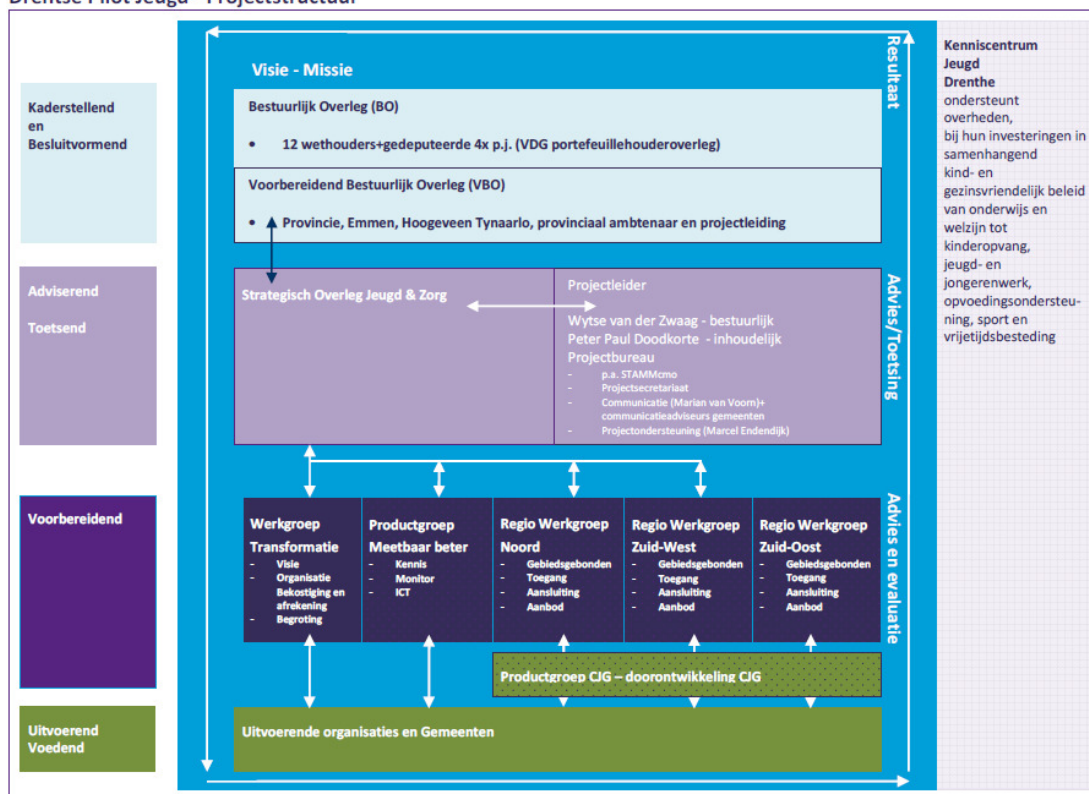 Drentse Pilot Jeugd - Projectstructuur
Kaderstellend
en
Besluitvormend
Adviserend
Toetsend
Voorbereidend
Uitvoerend
Voedend
Visie - Missie
Bestuurlijk Overleg (BO)
• 12 wethouders+gedeputeerde 4x p.j. (VDG portefeuillehouderoverleg)
Voorbereidend Bestuurlijk Overleg (VBO)
• Provincie, Emmen, Hoogeveen Tynaarlo, provinciaal ambtenaar en projectleiding
Strategisch Overleg Jeugd & Zorg
Projectleider
Wytse van der Zwaag - bestuurlijk
Peter Paul Doodkorte - inhoudelijk
Projectbureau
- p.a. STAMMcmo
- Projectsecretariaat
- Communicatie (Marian van Voorn)+
communicatieadviseurs gemeenten
- Projectondersteuning (Marcel Endendijk)
Werkgroep
Transformatie
- Visie
- Organisatie
Bekostiging en
afrekening
- Begroting
Productgroep
Meetbaar beter
- Kennis
- Monitor
- ICT
Regio Werkgroep
Noord
- Gebiedsgebonden
- Toegang
- Aansluiting
- Aanbod
Regio Werkgroep
Zuid-West
- Gebiedsgebonden
- Toegang
- Aansluiting
- Aanbod
Regio Werkgroep
Zuid-Oost
- Gebiedsgebonden
- Toegang
- Aansluiting
- Aanbod
Productgroep CJG – doorontwikkeling CJG
Uitvoerende organisaties en Gemeenten
Resultaat
Advies/Toetsing
Advies en evaluatie
Kenniscentrum
Jeugd
Drenthe
ondersteunt
overheden,
bij hun investeringen in
samenhangend
kind- en
gezinsvriendelijk beleid
van onderwijs en
welzijn tot
kinderopvang,
jeugd- en
jongerenwerk,
opvoedingsondersteu-
ning, sport en
vrijetijdsbesteding